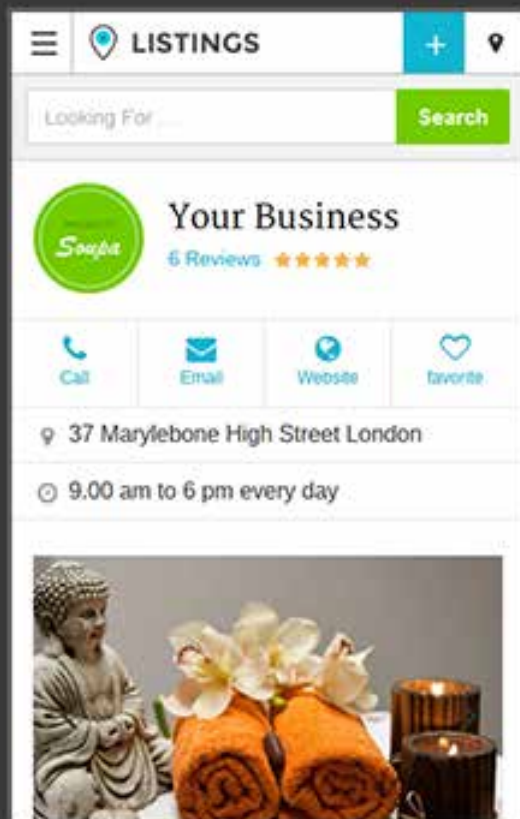 LISTINGS
+
Looking For ...
Search
Soupa
Your Business
6 Reviews
Call
Email
Website
favorite
37 Marylebone High Street London
9.00 am to 6 pm every day